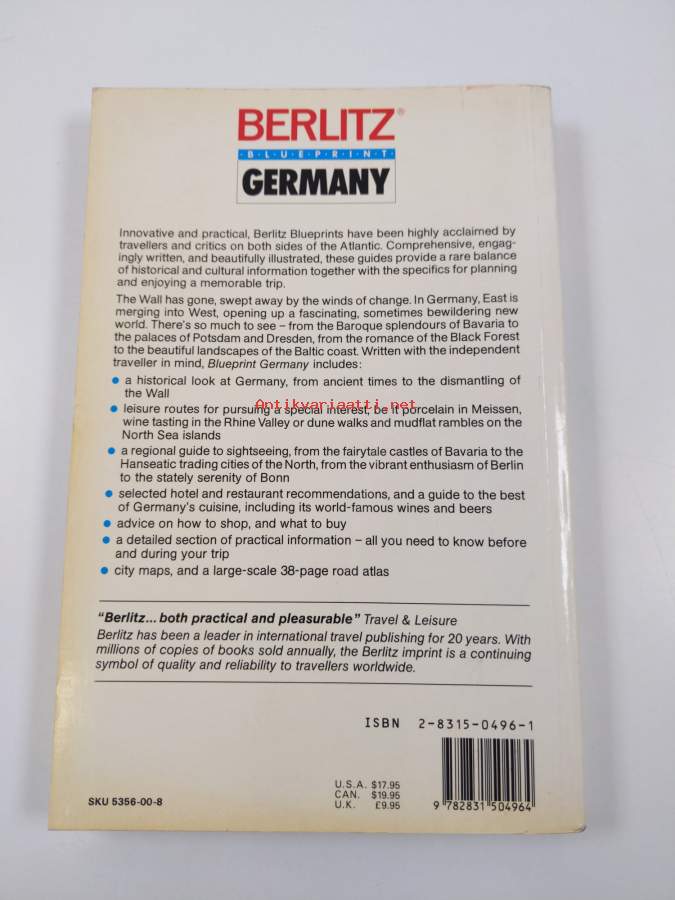 BERLITZ®
·B·L·U·E·P·R·I·N·T·
GERMANY
Innovative and practical, Berlitz Blueprints have been highly acclaimed by
travellers and critics on both sides of the Atlantic. Comprehensive, engag-
ingly written, and beautifully illustrated, these guides provide a rare balance
of historical and cultural information together with the specifics for planning
and enjoying a memorable trip.
The Wall has gone, swept away by the winds of change. In Germany, East is
merging into West, opening up a fascinating, sometimes bewildering new
world. There's so much to see – from the Baroque splendours of Bavaria to
the palaces of Potsdam and Dresden, from the romance of the Black Forest
to the beautiful landscapes of the Baltic coast. Written with the independent
traveller in mind, Blueprint Germany includes:
● a historical look at Germany, from ancient times to the dismantling of
the Wall
Antikvariaatti.net
● leisure routes for pursuing a special interest, be it porcelain in Meissen,
wine tasting in the Rhine Valley or dune walks and mudflat rambles on the
North Sea islands
● a regional guide to sightseeing, from the fairytale castles of Bavaria to the
Hanseatic trading cities of the North, from the vibrant enthusiasm of Berlin
to the stately serenity of Bonn
● selected hotel and restaurant recommendations, and a guide to the best
of Germany's cuisine, including its world-famous wines and beers
● advice on how to shop, and what to buy
● a detailed section of practical information – all you need to know before
and during your trip
● city maps, and a large-scale 38-page road atlas
"Berlitz... both practical and pleasurable" Travel & Leisure
Berlitz has been a leader in international travel publishing for 20 years. With
millions of copies of books sold annually, the Berlitz imprint is a continuing
symbol of quality and reliability to travellers worldwide.
ISBN 2-8315-0496-1
U.S.A. $17.95
CAN. $19.95
U.K. £9.95
SKU 5356-00-8
9 782831 504964